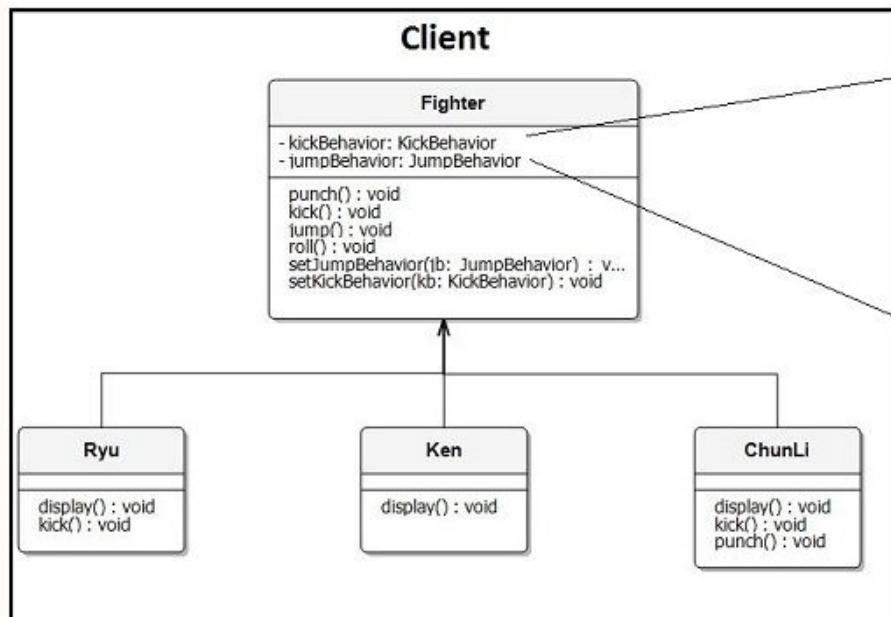 Client
Fighter
- kickBehavior: KickBehavior
- jumpBehavior: JumpBehavior
punch() : void
kick() : void
jump() : void
roll() : void
setJumpBehavior(jb: JumpBehavior) : v...
setKickBehavior(kb: KickBehavior) : void
Ryu
display() : void
kick() : void
Ken
display() : void
ChunLi
display() : void
kick() : void
punch() : void